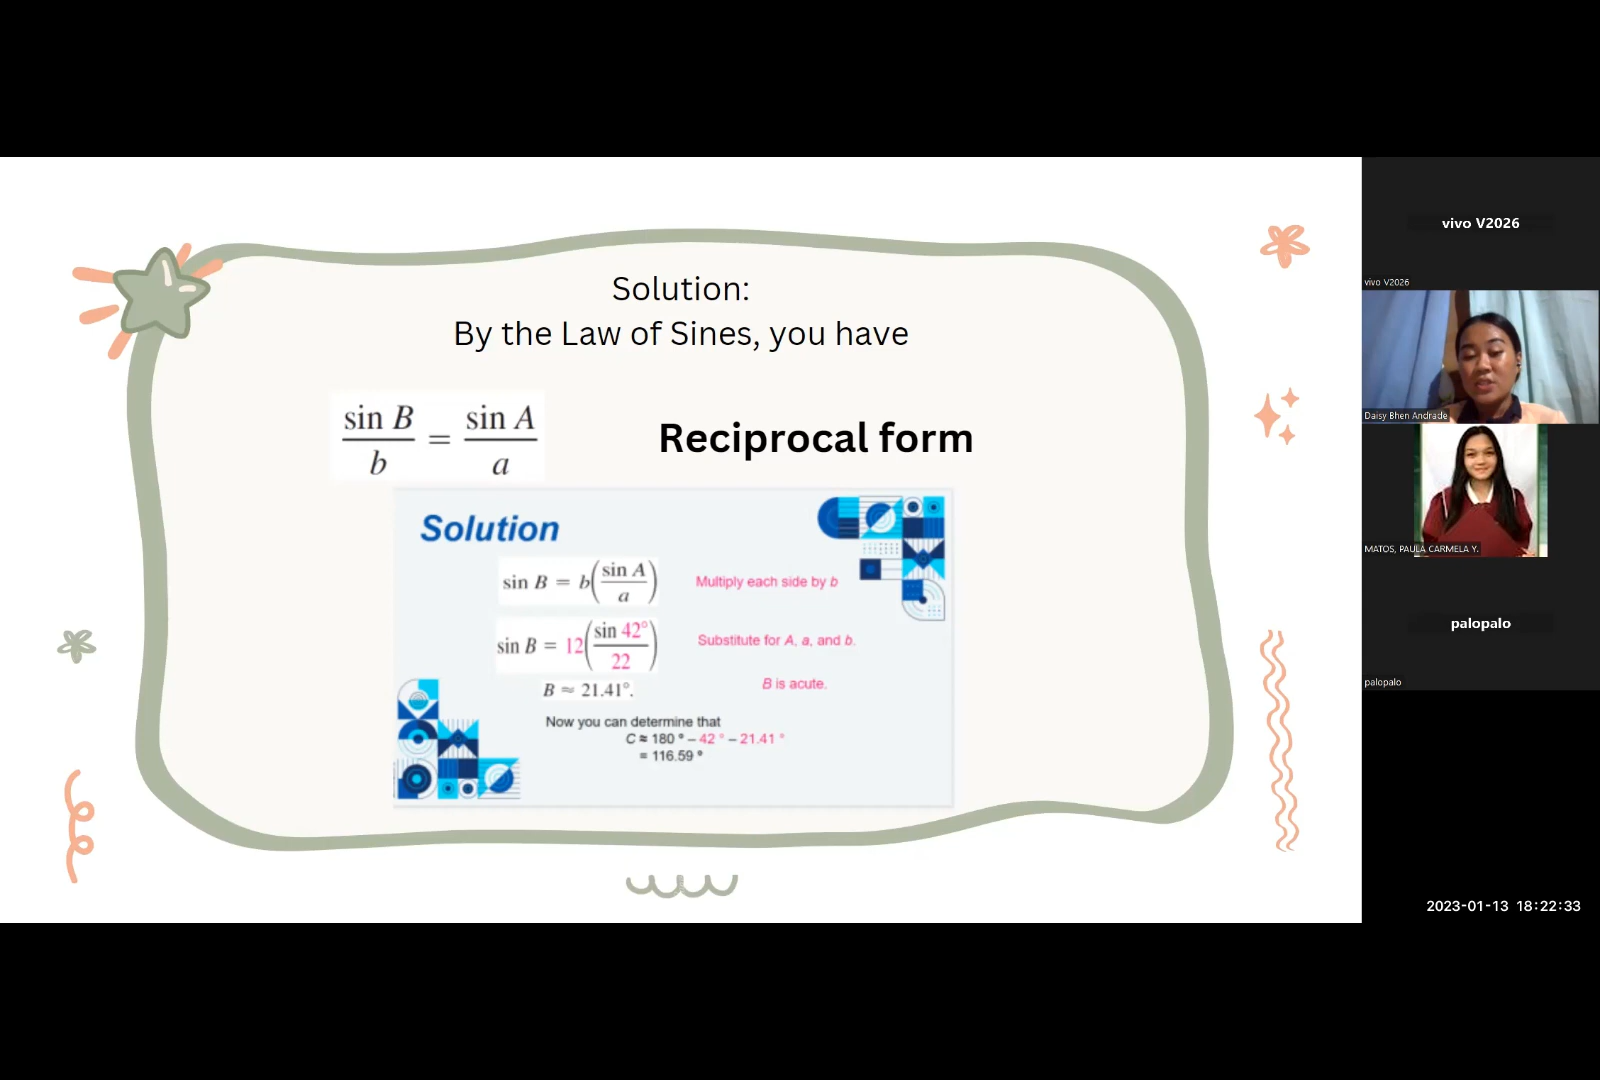 Solution:
By the Law of Sines, you have
sin B / b = sin A / a
Reciprocal form
Solution
sin B = b(sin A / a)
Multiply each side by b
sin B = 12(sin 42° / 22)
Substitute for A, a, and b.
B ≈ 21.41°.
B is acute.
Now you can determine that
C ≈ 180 ° – 42 ° – 21.41 °
= 116.59 °
vivo V2026
vivo V2026
Daisy Bhen Andrade
MATOS, PAULA CARMELA Y.
palopalo
palopalo
2023-01-13 18:22:33